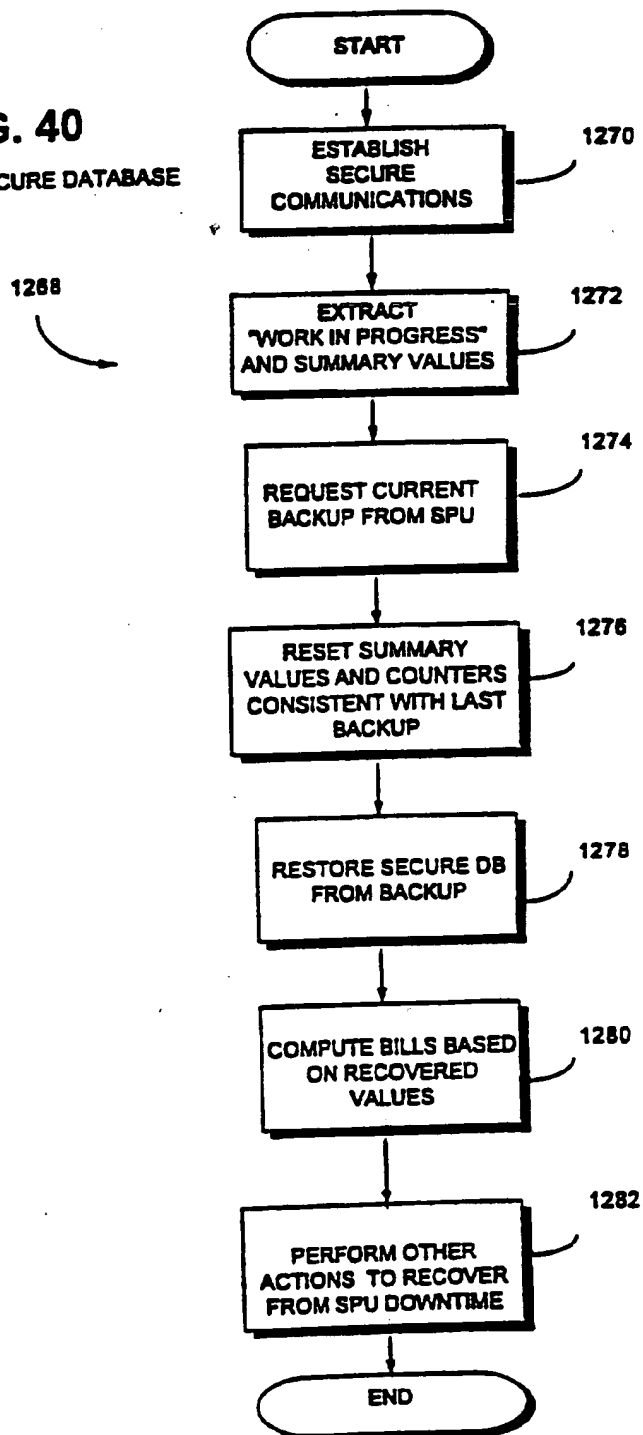 START
G. 40
CURE DATABASE
1270
ESTABLISH
SECURE
COMMUNICATIONS
1268
1272
EXTRACT
"WORK IN PROGRESS"
AND SUMMARY VALUES
1274
REQUEST CURRENT
BACKUP FROM SPU
1276
RESET SUMMARY
VALUES AND COUNTERS
CONSISTENT WITH LAST
BACKUP
1278
RESTORE SECURE DB
FROM BACKUP
1280
COMPUTE BILLS BASED
ON RECOVERED
VALUES
1282
PERFORM OTHER
ACTIONS TO RECOVER
FROM SPU DOWNTIME
END